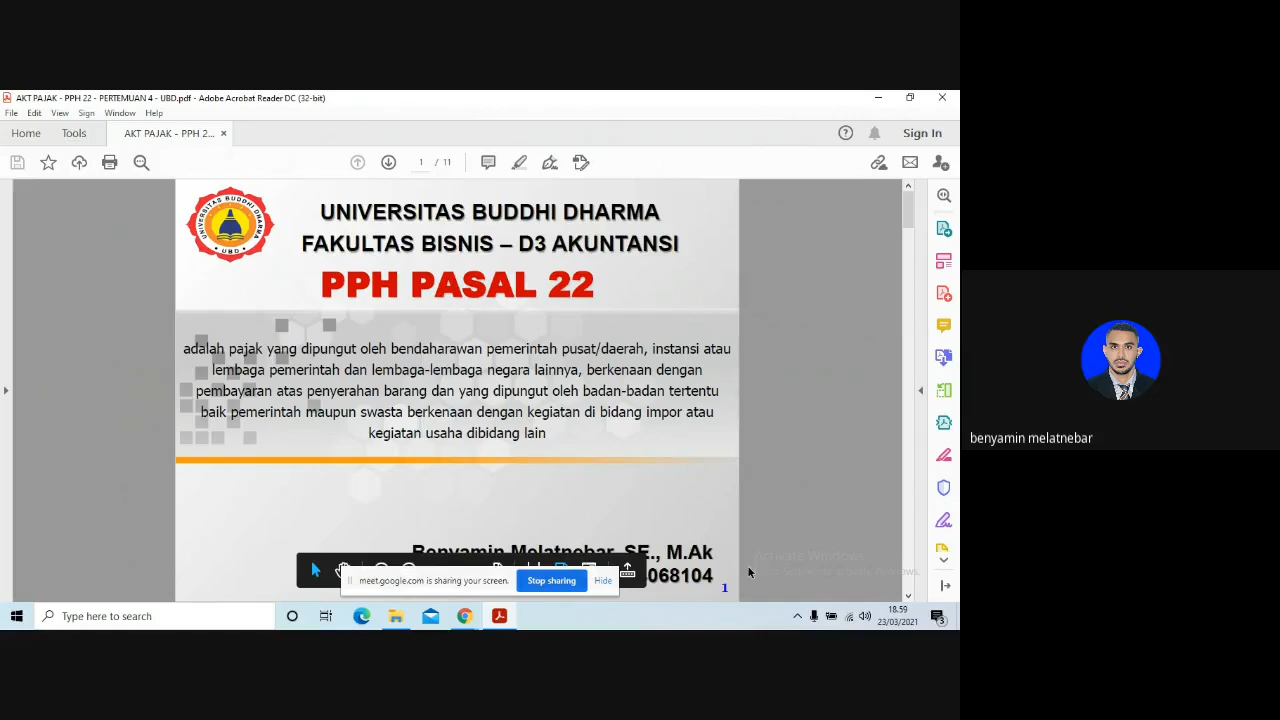 AKT PAJAK - PPH 22 - PERTEMUAN 4 - UBD.pdf - Adobe Acrobat Reader DC (32-bit)
File Edit View Sign Window Help
Home Tools AKT PAJAK - PPH 2... × Sign In
1 / 11
UNIVERSITAS BUDDHI DHARMA
UBD
UNIVERSITAS BUDDHI DHARMA
FAKULTAS BISNIS – D3 AKUNTANSI
PPH PASAL 22
adalah pajak yang dipungut oleh bendaharawan pemerintah pusat/daerah, instansi atau
lembaga pemerintah dan lembaga-lembaga negara lainnya, berkenaan dengan
pembayaran atas penyerahan barang dan yang dipungut oleh badan-badan tertentu
baik pemerintah maupun swasta berkenaan dengan kegiatan di bidang impor atau
kegiatan usaha dibidang lain
benyamin melatnebar
Benyamin Melatnebar, SE., M.Ak
Activate Windows
068104
1
meet.google.com is sharing your screen. Stop sharing Hide
Type here to search
18.59
23/03/2021
3